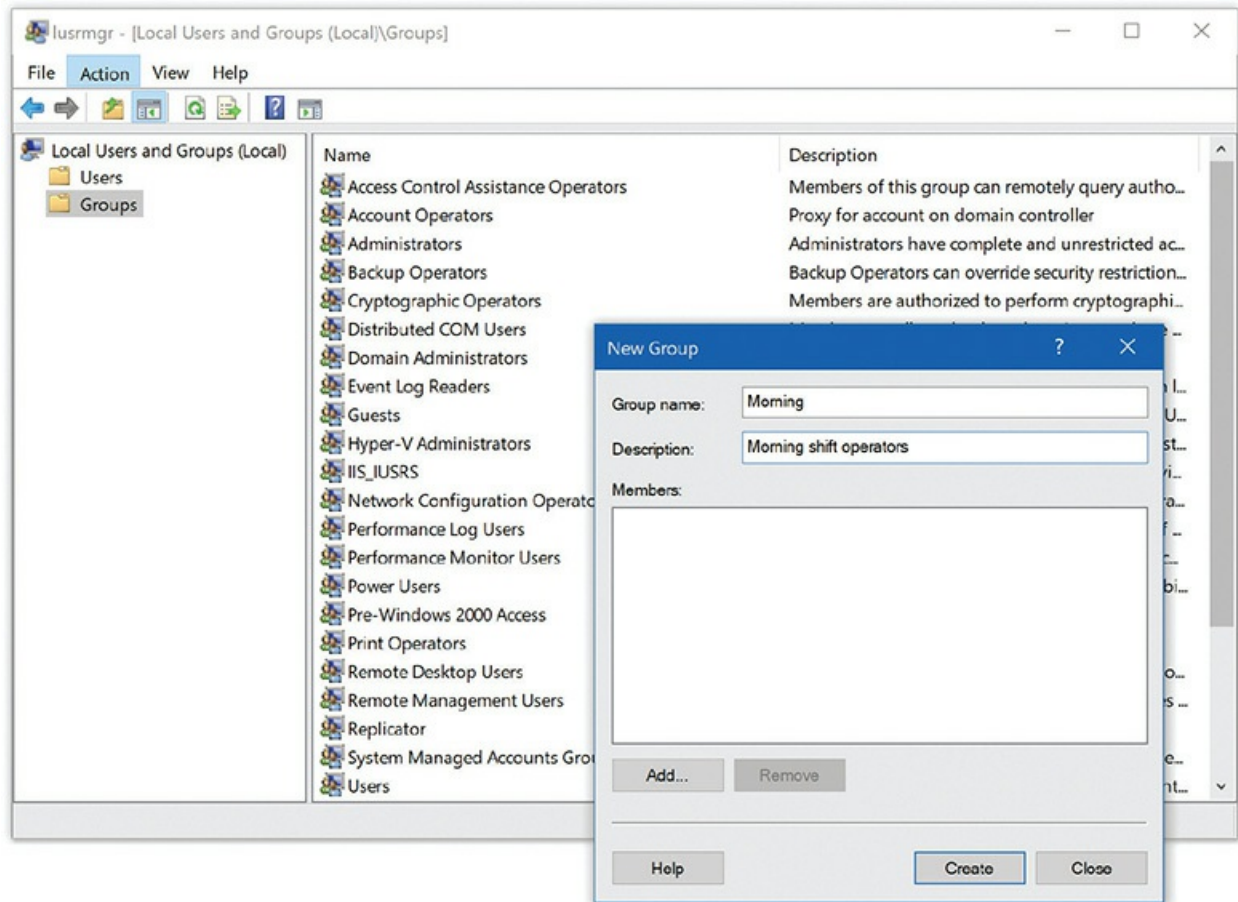 lusrmgr - [Local Users and Groups (Local)\Groups]
File Action View Help
Local Users and Groups (Local)
Users
Groups
Name Description
Access Control Assistance Operators Members of this group can remotely query autho...
Account Operators Proxy for account on domain controller
Administrators Administrators have complete and unrestricted ac...
Backup Operators Backup Operators can override security restriction...
Cryptographic Operators Members are authorized to perform cryptographi...
Distributed COM Users
Domain Administrators
Event Log Readers
Guests
Hyper-V Administrators
IIS_IUSRS
Network Configuration
Performance Log Users
Performance Monitor Users
Power Users
Pre-Windows 2000 Access
Print Operators
Remote Desktop Users
Remote Management Users
Replicator
System Managed Accounts
Users
New Group ?
Group name: Morning
Description: Morning shift operators
Members:
Add... Remove
Help Create Close